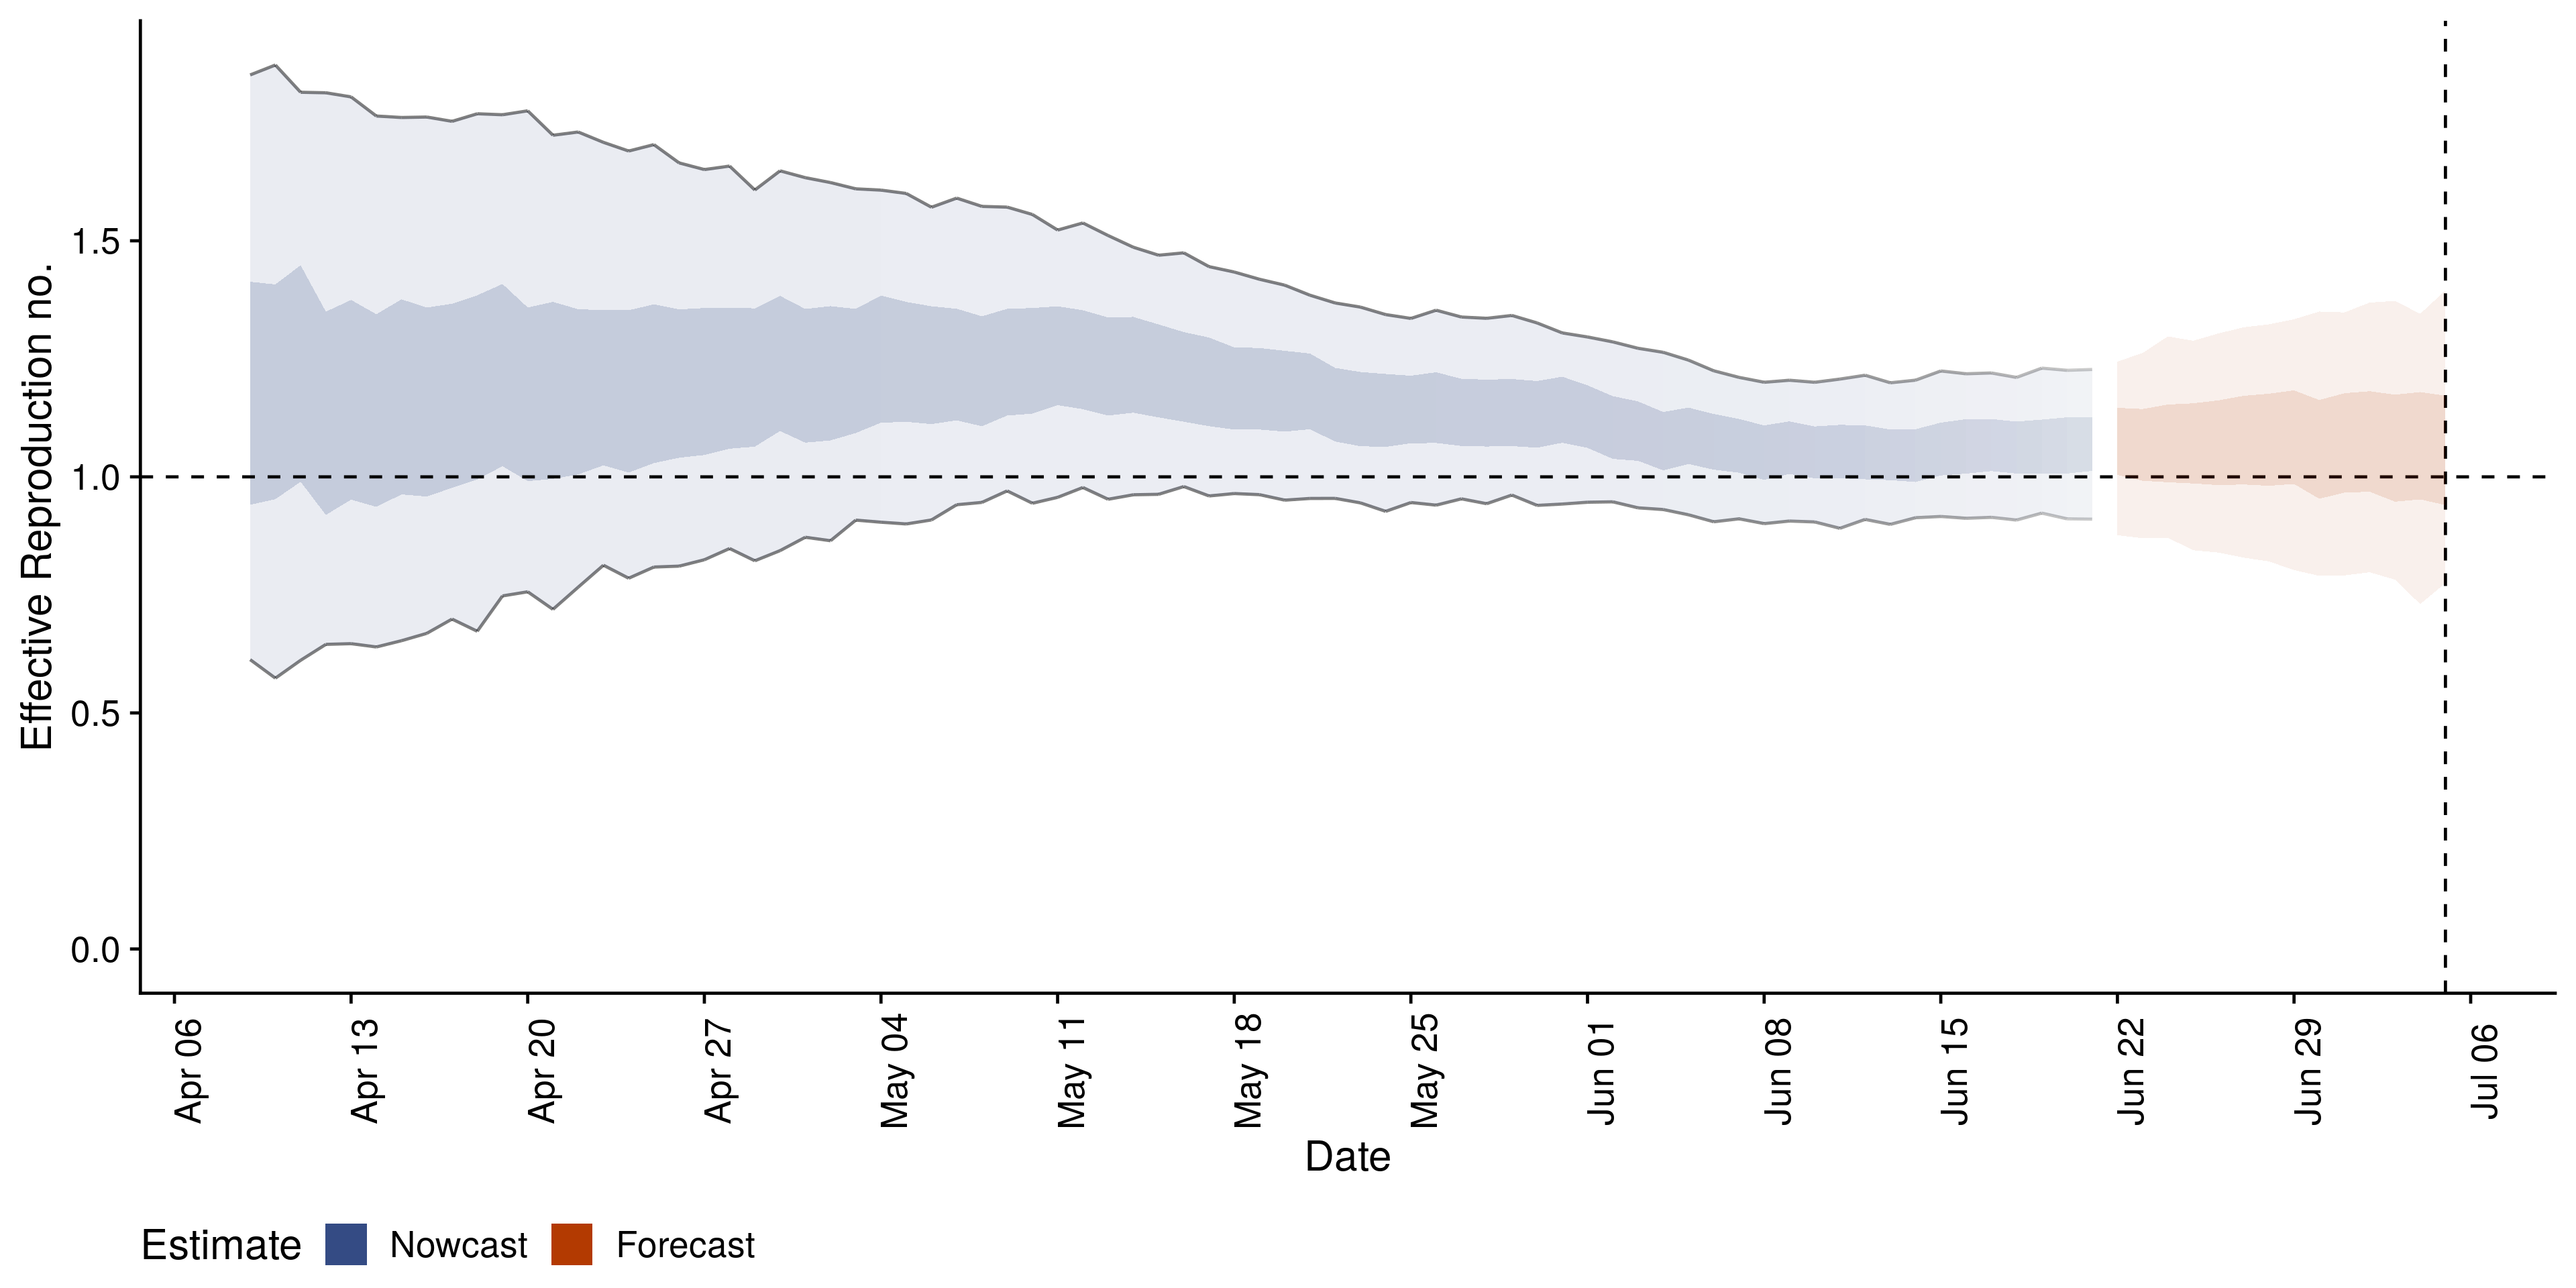 Effective Reproduction no.
1.5
1.0
0.5
0.0
Apr 06
Apr 13
Apr 20
Apr 27
May 04
May 11
May 18
May 25
Jun 01
Jun 08
Jun 15
Jun 22
Jun 29
Jul 06
Date
Estimate Nowcast Forecast